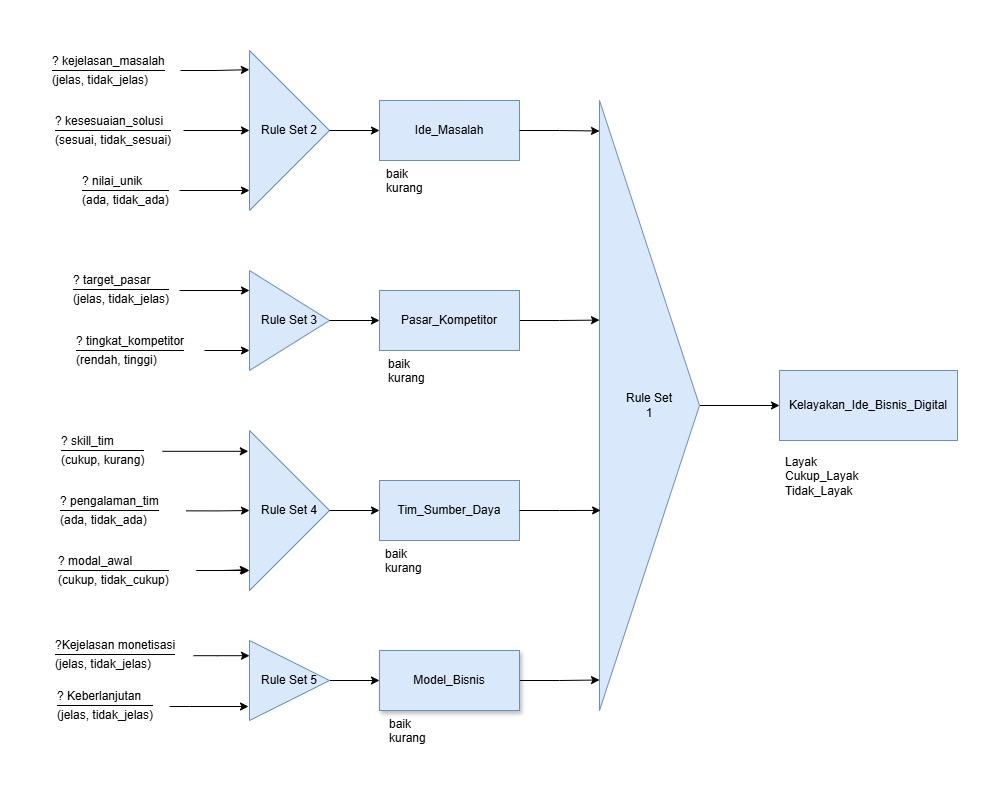 ? kejelasan_masalah
(jelas, tidak_jelas)
? kesesuaian_solusi
(sesuai, tidak_sesuai)
? nilai_unik
(ada, tidak_ada)
Rule Set 2
Ide_Masalah
baik
kurang
? target_pasar
(jelas, tidak_jelas)
? tingkat_kompetitor
(rendah, tinggi)
Rule Set 3
Pasar_Kompetitor
baik
kurang
? skill_tim
(cukup, kurang)
? pengalaman_tim
(ada, tidak_ada)
? modal_awal
(cukup, tidak_cukup)
Rule Set 4
Tim_Sumber_Daya
baik
kurang
?Kejelasan monetisasi
(jelas, tidak_jelas)
? Keberlanjutan
(jelas, tidak_jelas)
Rule Set 5
Model_Bisnis
baik
kurang
Rule Set
1
Kelayakan_Ide_Bisnis_Digital
Layak
Cukup_Layak
Tidak_Layak